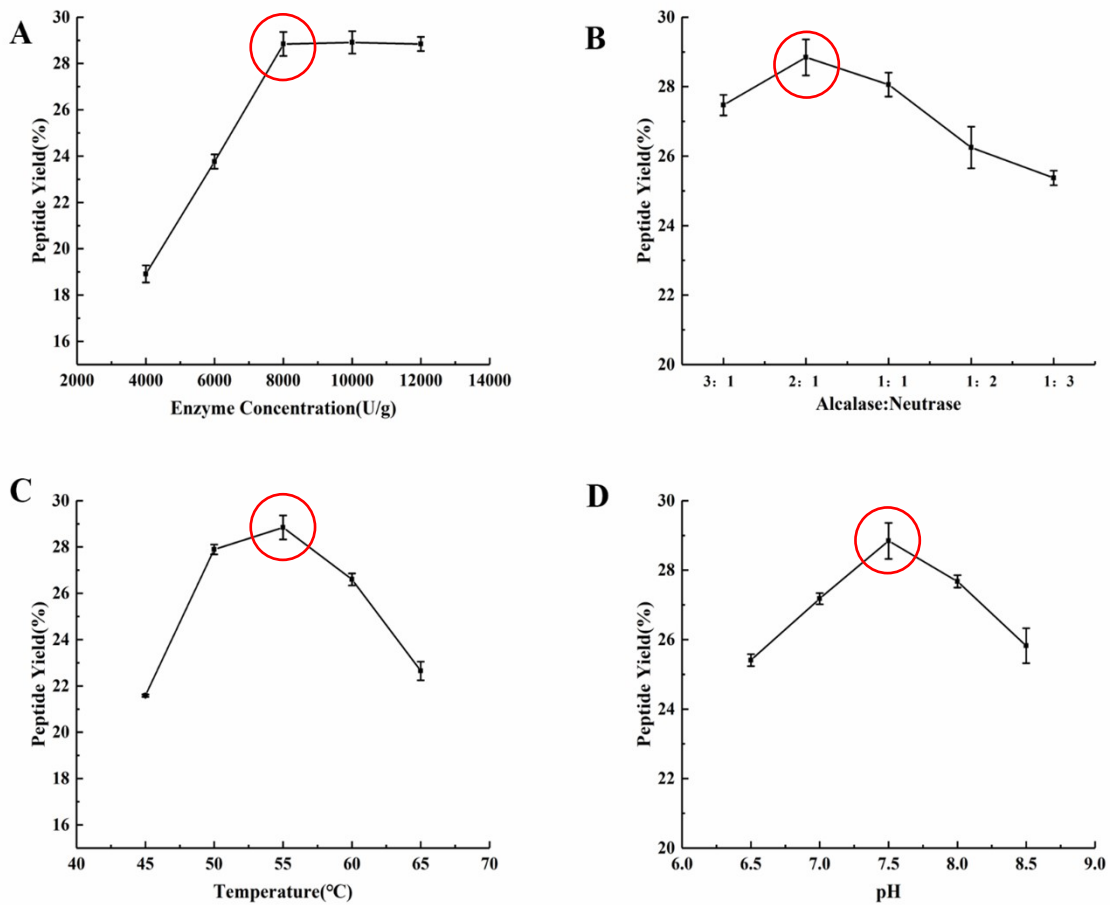 A
Peptide Yield(%)
30
28
26
24
22
20
18
16
2000 4000 6000 8000 10000 12000 14000
Enzyme Concentration(U/g)
B
Peptide Yield(%)
30
28
26
24
22
20
3：1 2：1 1：1 1：2 1：3
Alcalase:Neutrase
C
Peptide Yield(%)
30
28
26
24
22
21
18
16
40 45 50 55 60 65 70
Temperature(°C)
D
Peptide Yield(%)
30
28
26
24
22
20
6.0 6.5 7.0 7.5 8.0 8.5 9.0
pH